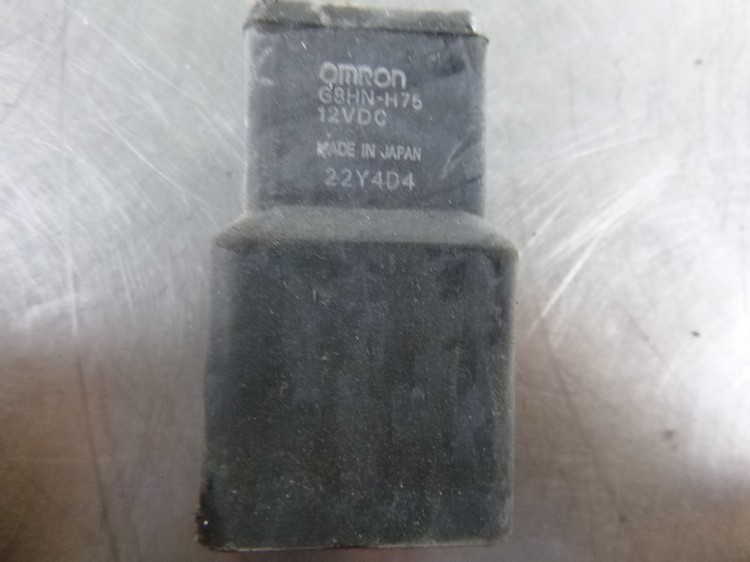 OMRON
G8HN-H75
12VDC
MADE IN JAPAN
22Y4D4